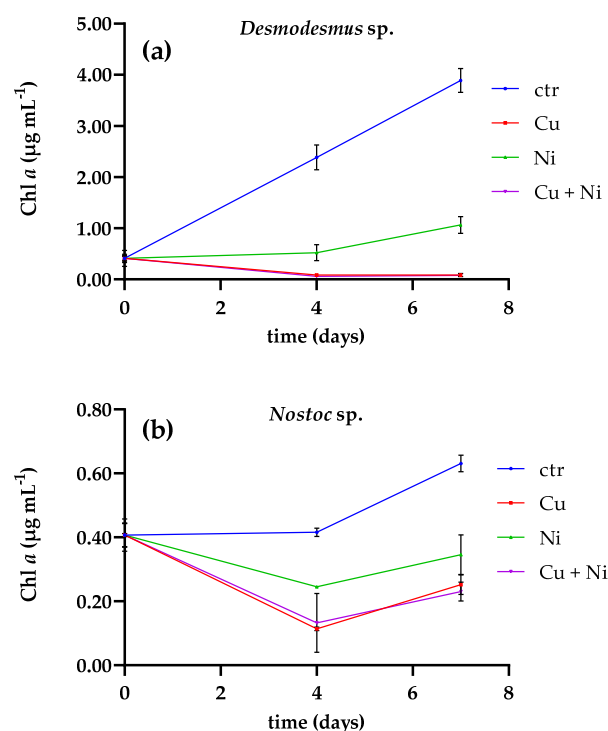 Desmodesmus sp.
(a)
5.00
4.00
3.00
2.00
1.00
0.00
Chl a (μg mL⁻¹)
0 2 4 6 8
time (days)
ctr
Cu
Ni
Cu + Ni
Nostoc sp.
(b)
0.80
0.60
0.40
0.20
0.00
Chl a (μg mL⁻¹)
0 2 4 6 8
time (days)
ctr
Cu
Ni
Cu + Ni